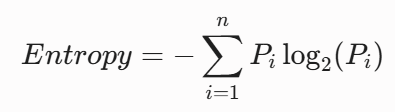 Entropy = − ∑_{i=1}^{n} P_i log_2(P_i)